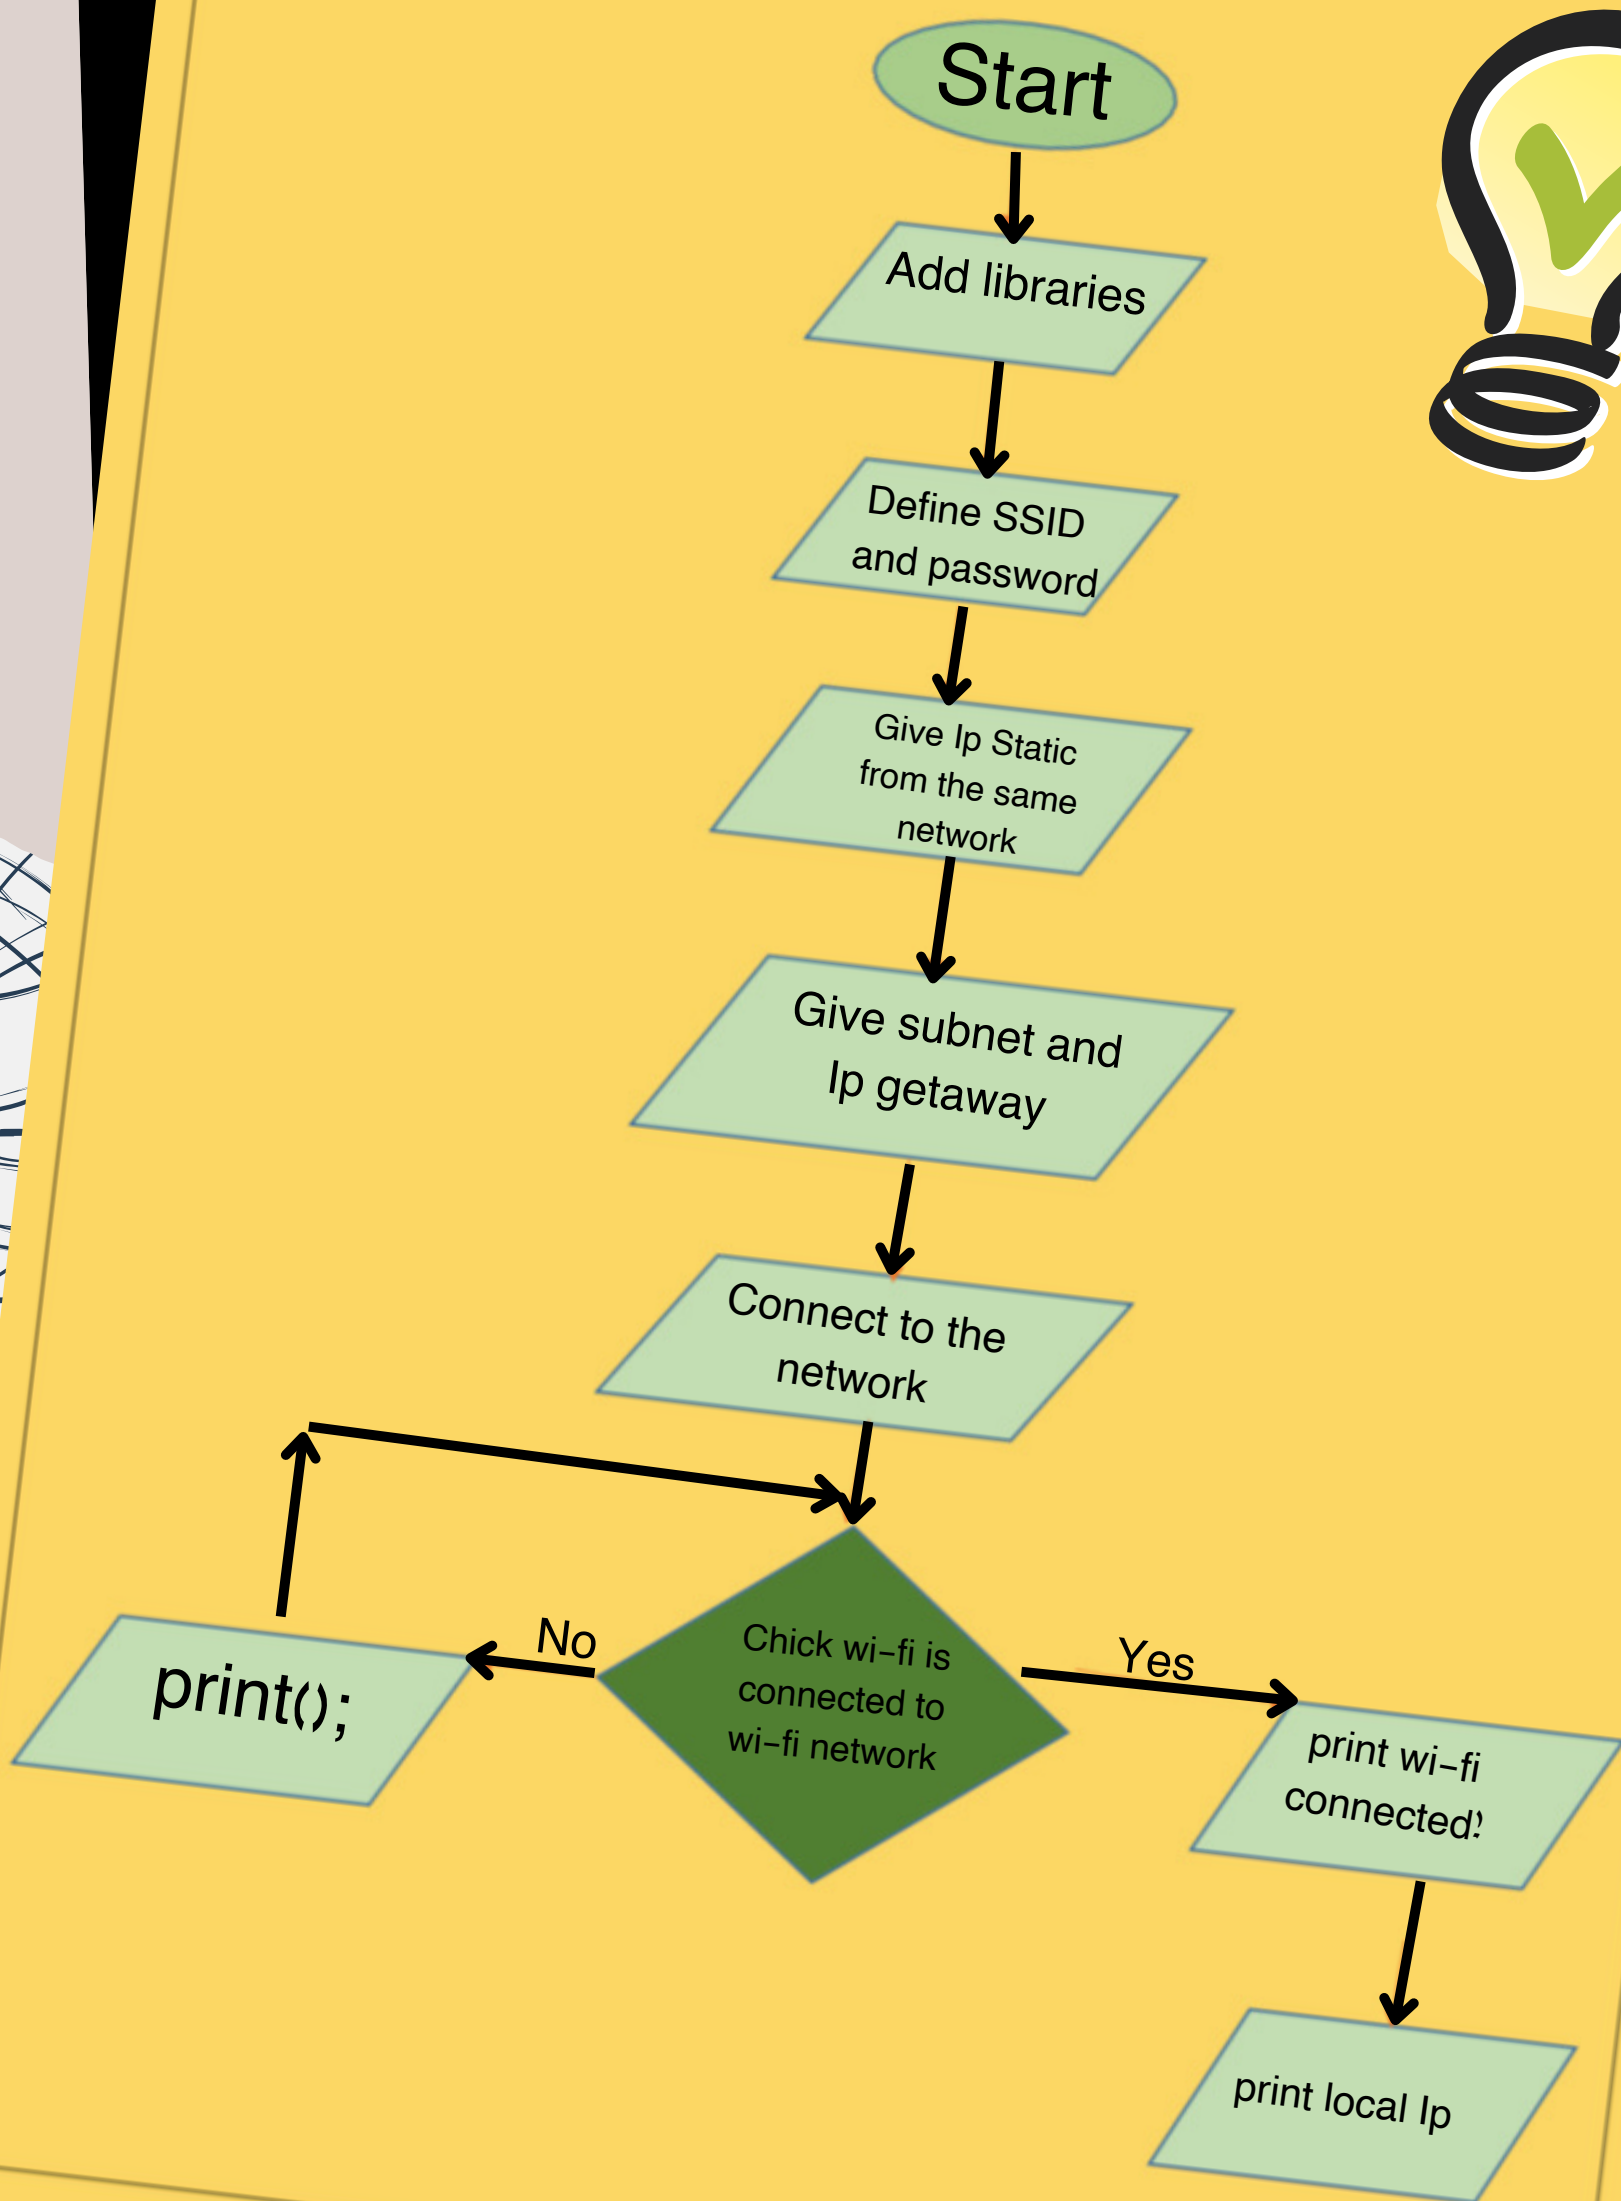 Start
Add libraries
Define SSID
and password
Give Ip Static
from the same
network
Give subnet and
Ip getaway
Connect to the
network
No
Chick wi-fi is
connected to
wi-fi network
Yes
print();
print wi-fi
connected!
print local Ip